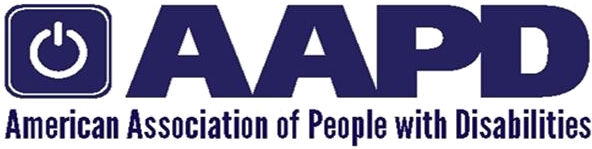 AAPD
American Association of People with Disabilities